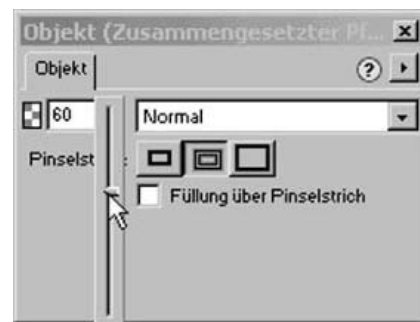 Objekt (Zusammengesetzter Pf...
Objekt
?
60 Normal
Pinselst :
Füllung über Pinselstrich